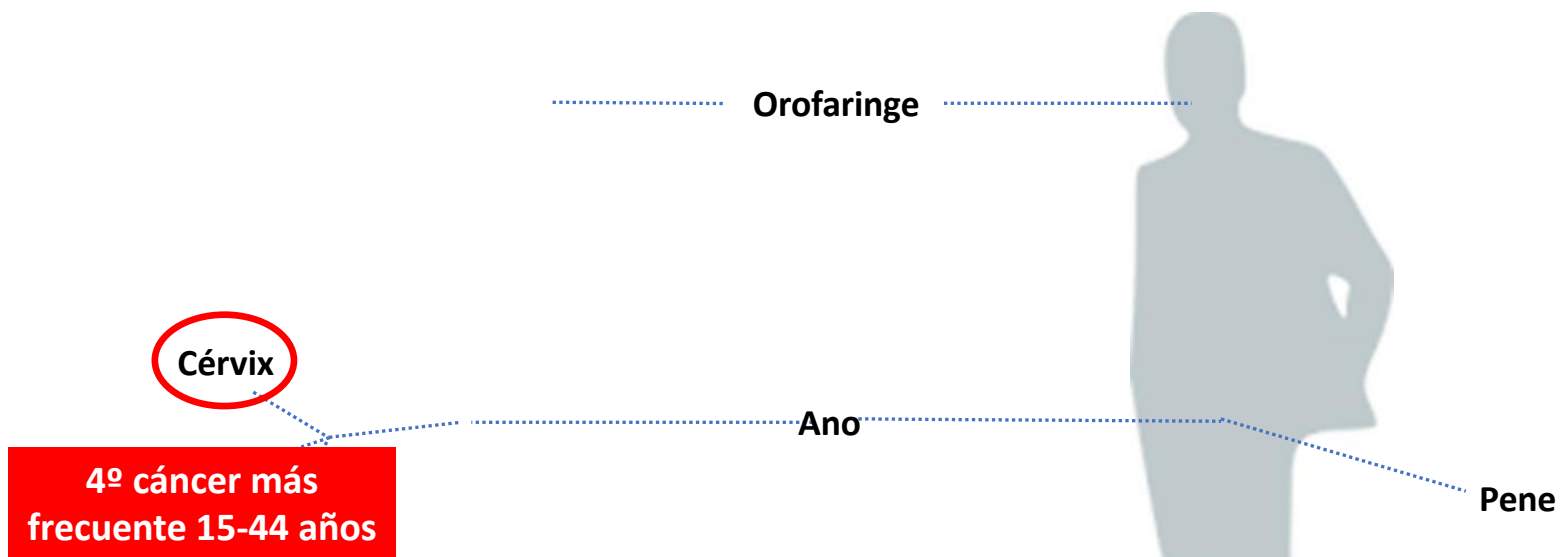 Orofaringe
Cérvix
Ano
4º cáncer más
frecuente 15-44 años
Pene